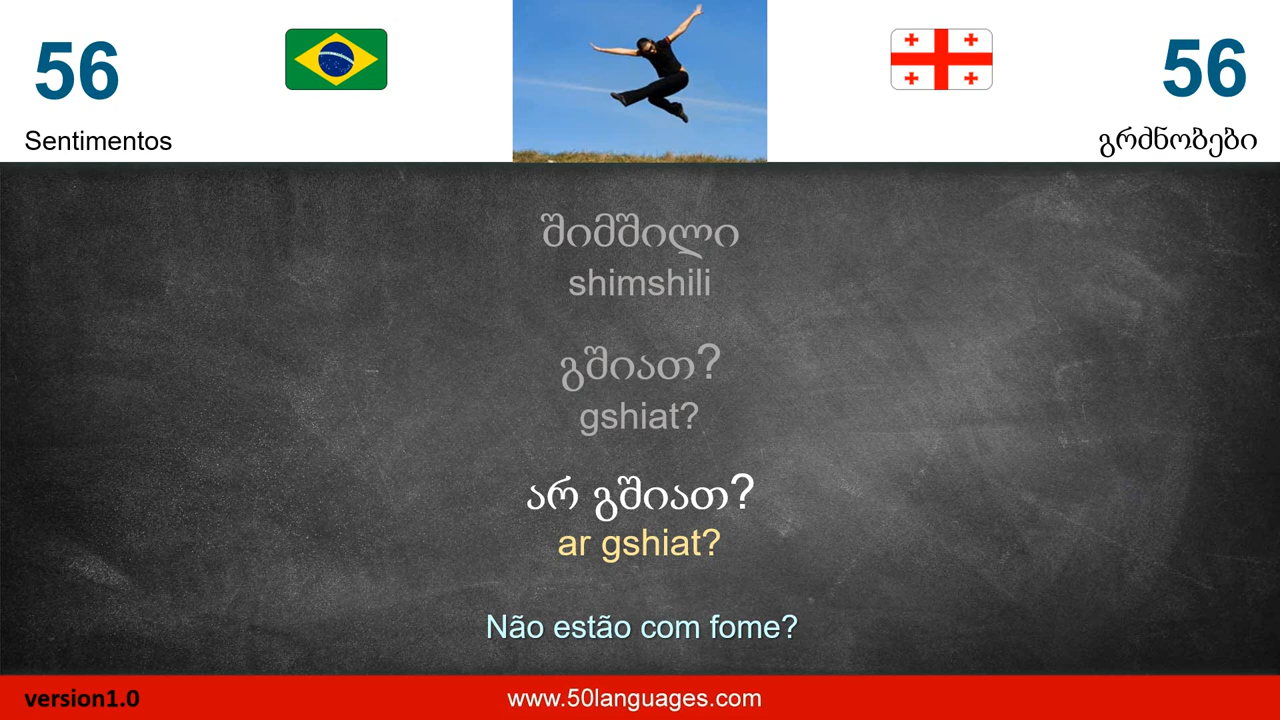 56
56
Sentimentos
გრძნობები
შიმშილი
shimshili
გშიათ?
gshiat?
არ გშიათ?
ar gshiat?
Não estão com fome?
version1.0
www.50languages.com